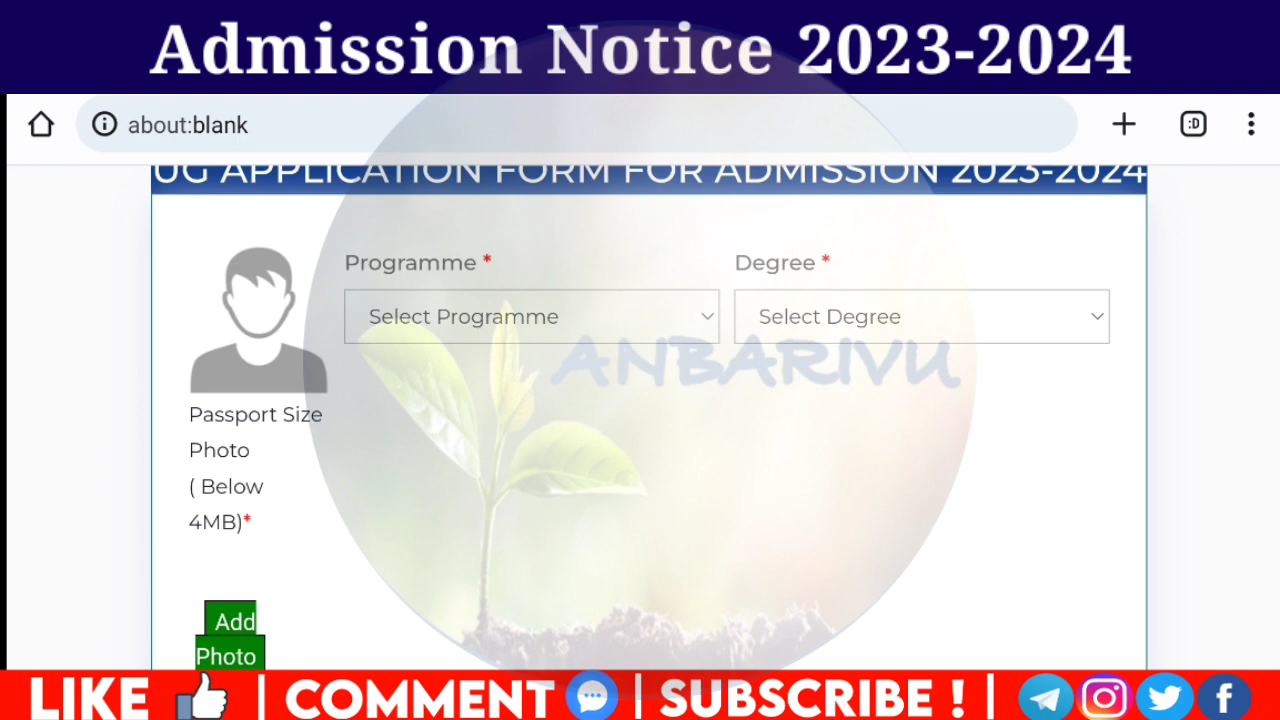 Admission Notice 2023-2024
about:blank
:D
UG APPLICATION FORM FOR ADMISSION 2023-2024
Programme * Degree *
Select Programme Select Degree
ANBARIVU
Passport Size
Photo
( Below
4MB)*
Add
Photo
LIKE | COMMENT | SUBSCRIBE ! |